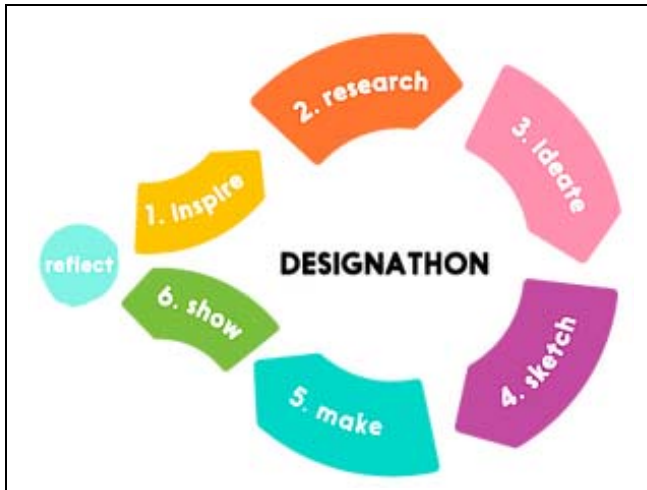 DESIGNATHON
1. inspire
2. research
3. ideate
4. sketch
5. make
6. show
reflect